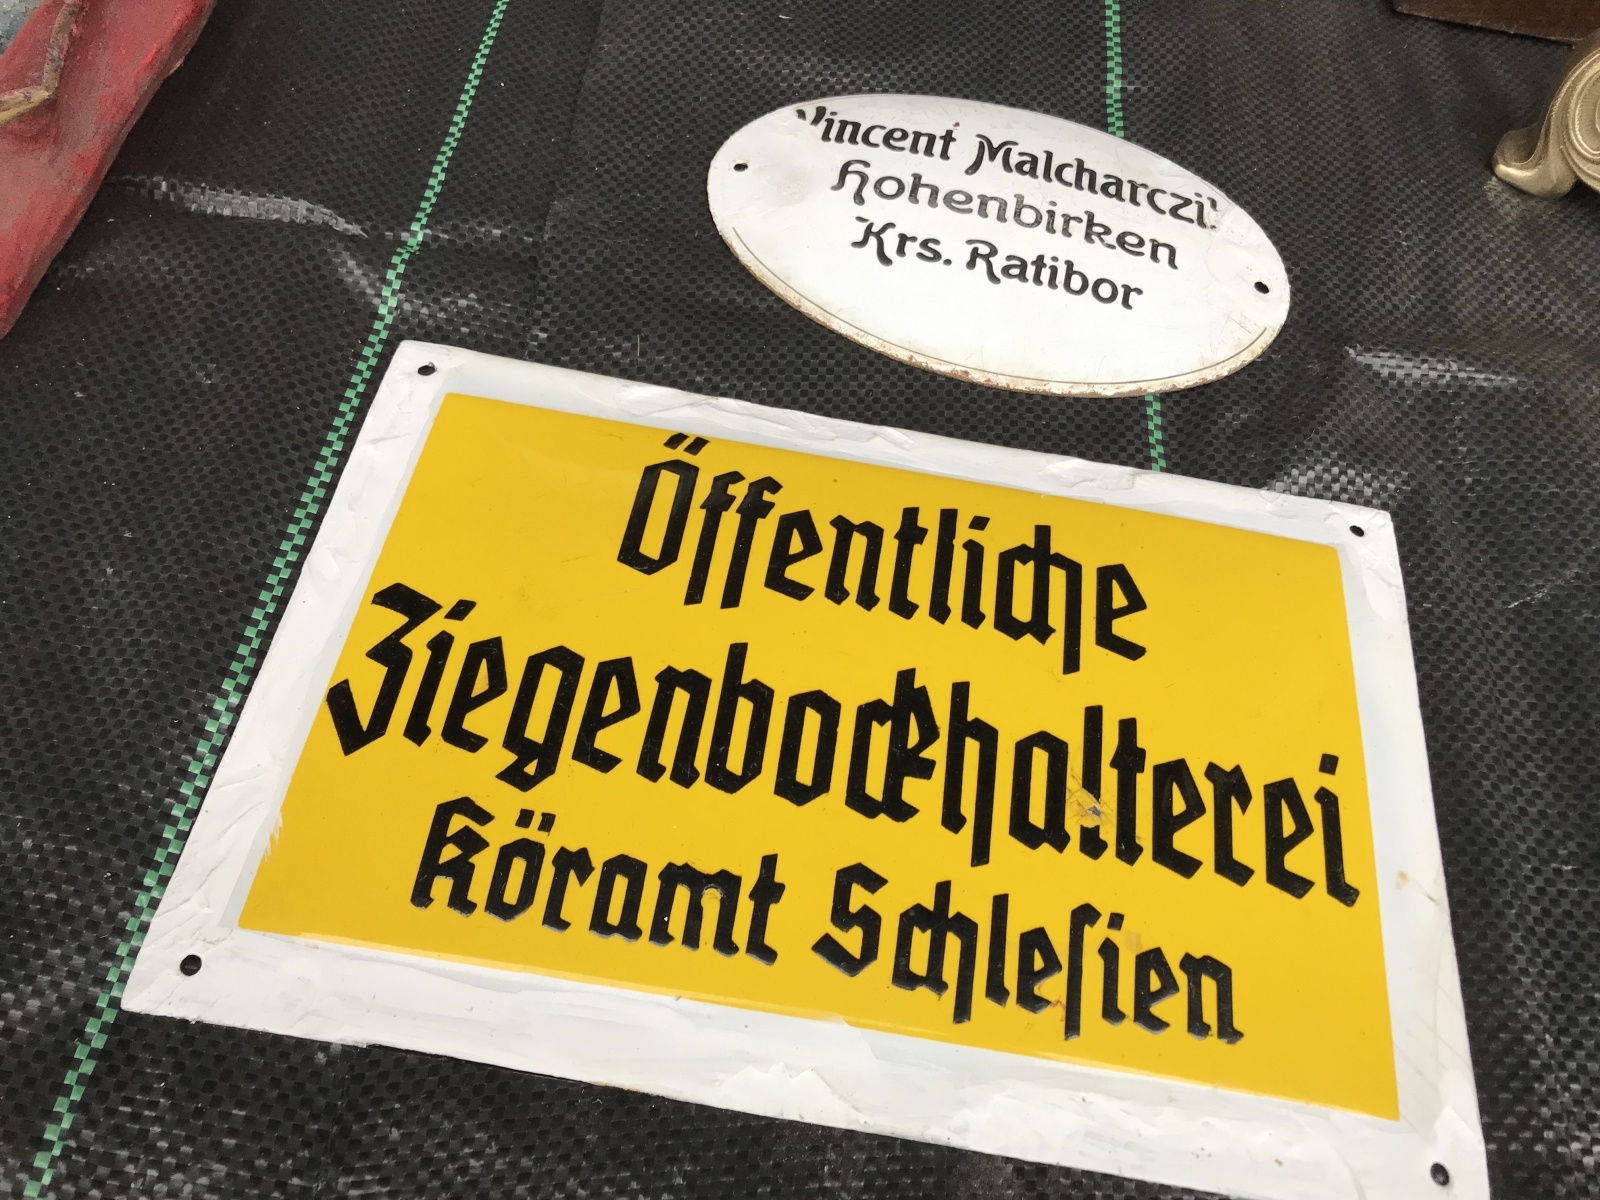 Vincent Malcharczik
Hohenbirken
Krs. Ratibor
Öffentliche
Ziegenbockhalterei
Köramt Schlesien